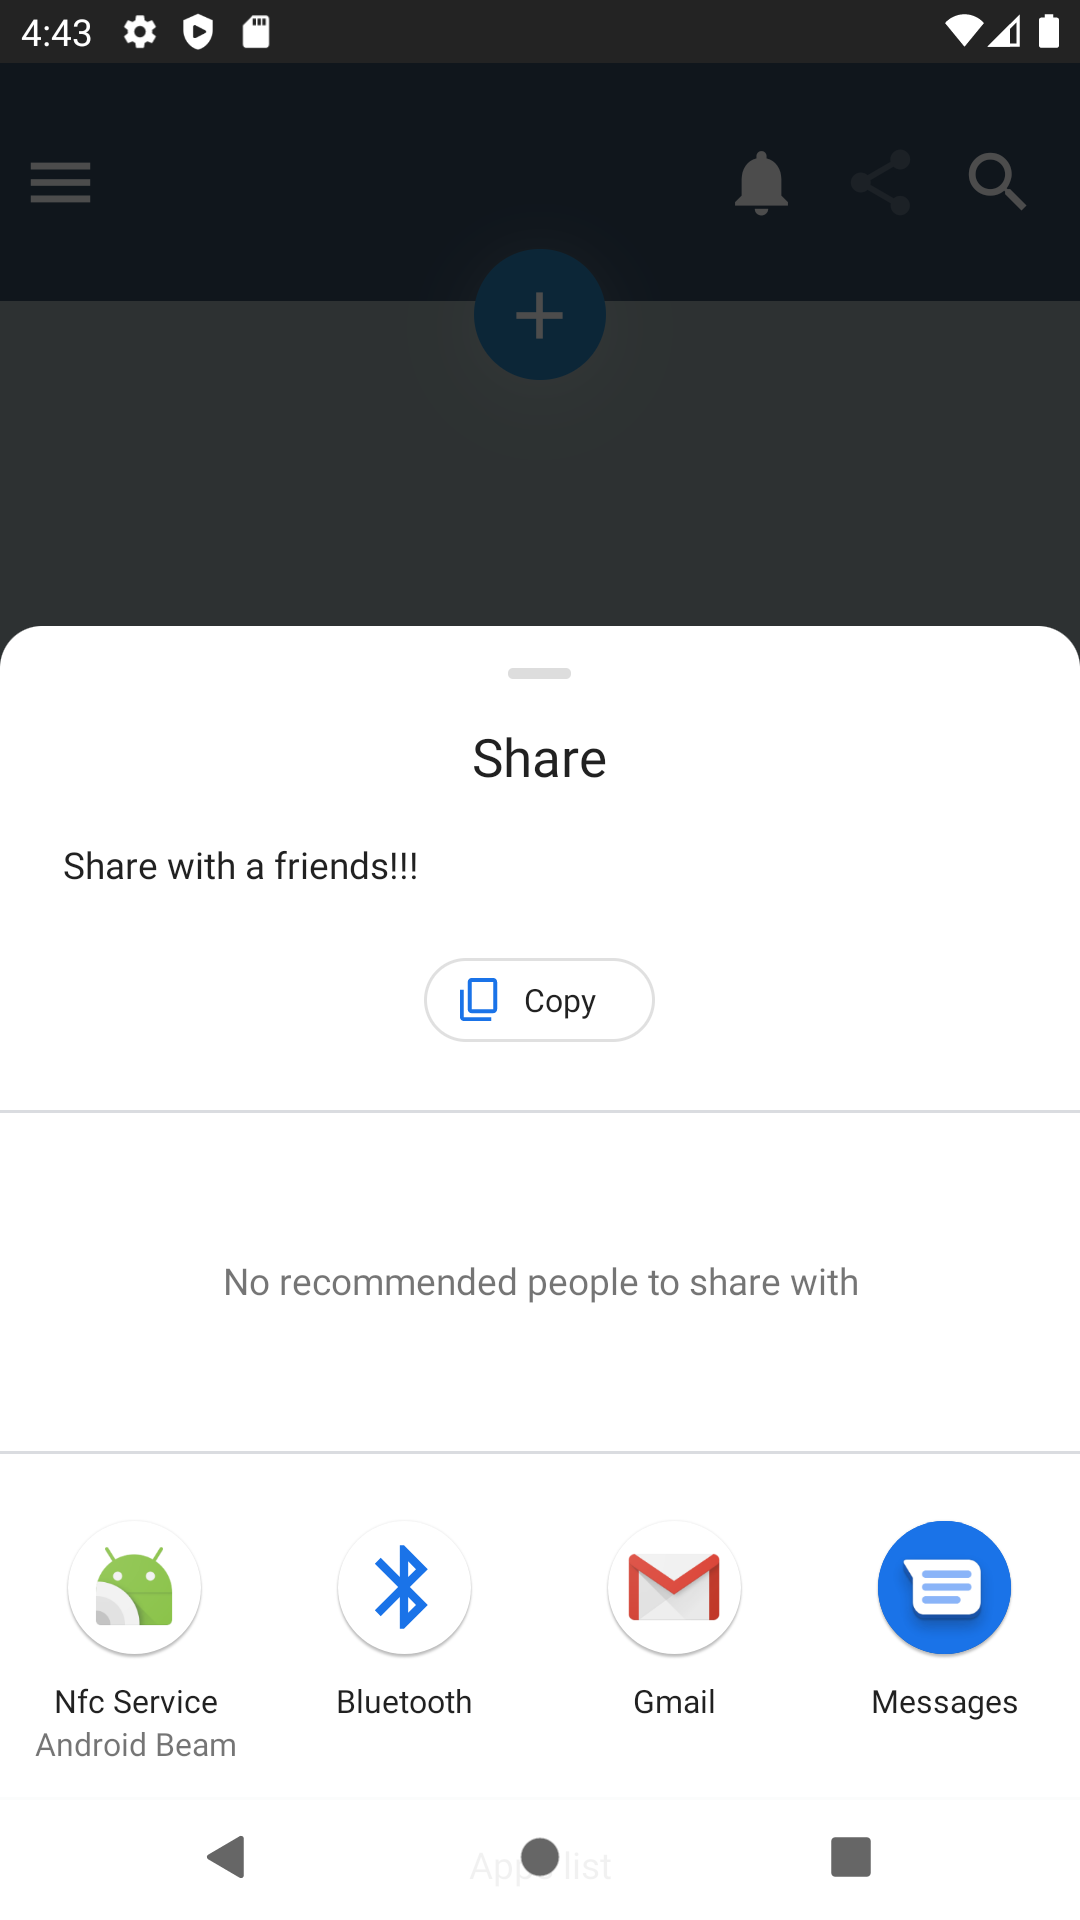 4:43
Share
Share with a friends!!!
Copy
No recommended people to share with
Nfc Service
Android Beam
Bluetooth
Gmail
Messages
list